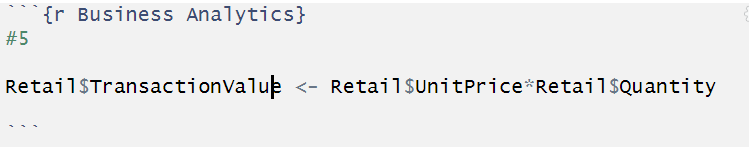 ```{r Business Analytics}
#5
Retail$TransactionValue <- Retail$UnitPrice*Retail$Quantity
```